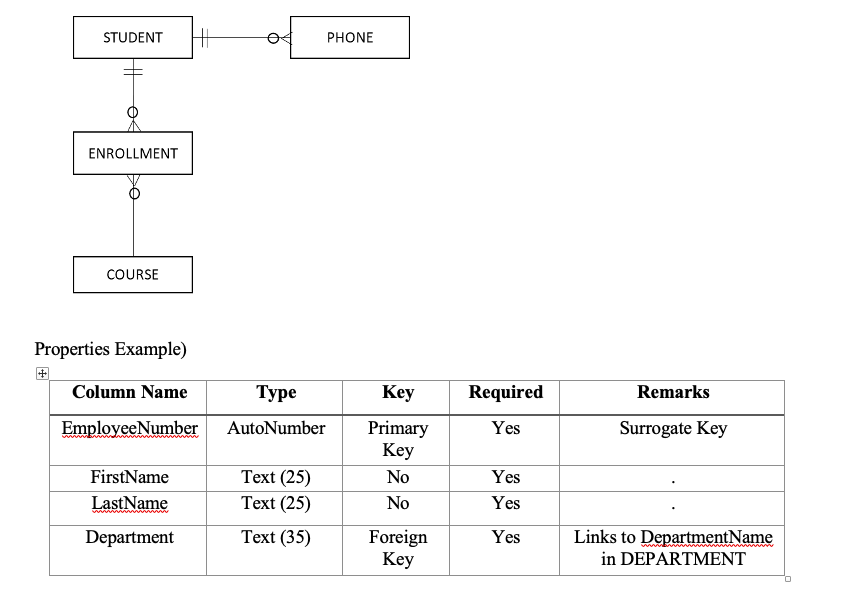 STUDENT PHONE
ENROLLMENT
COURSE
Properties Example)
Column Name Type Key Required Remarks
EmployeeNumber AutoNumber Primary Key Yes Surrogate Key
FirstName Text (25) No Yes .
LastName Text (25) No Yes .
Department Text (35) Foreign Key Yes Links to DepartmentName in DEPARTMENT